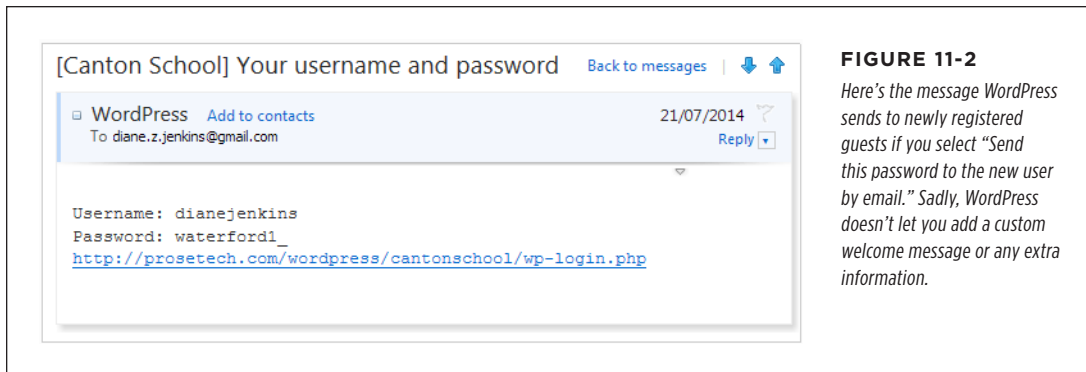 [Canton School] Your username and password Back to messages |
WordPress Add to contacts 21/07/2014
To diane.z.jenkins@gmail.com Reply
Username: dianejenkins
Password: waterford1_
http://prosetech.com/wordpress/cantonschool/wp-login.php
FIGURE 11-2
Here's the message WordPress
sends to newly registered
guests if you select “Send
this password to the new user
by email.” Sadly, WordPress
doesn't let you add a custom
welcome message or any extra
information.